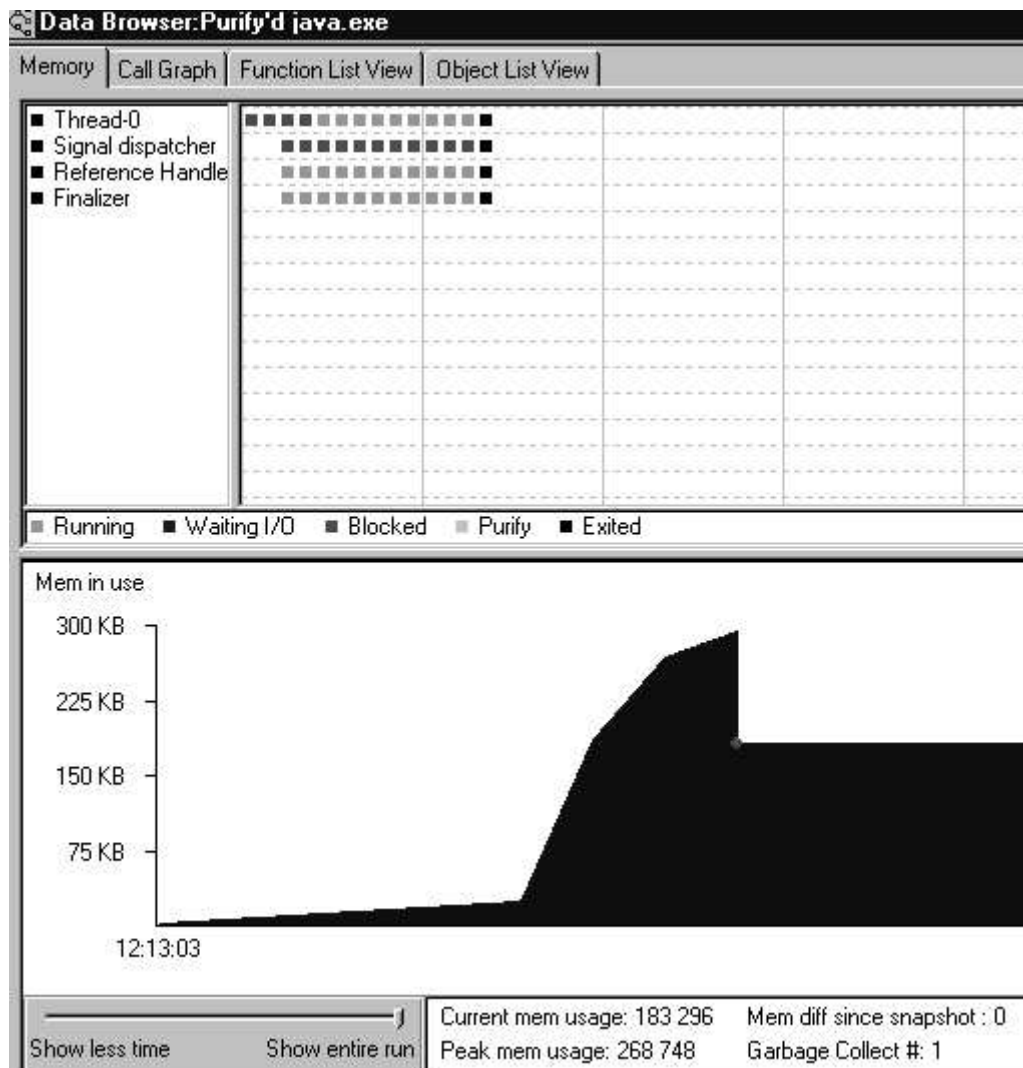 Data Browser:Purify'd java.exe
Memory Call Graph Function List View Object List View
Thread-0
Signal dispatcher
Reference Handle
Finalizer
Running Waiting I/O Blocked Purify Exited
Mem in use
300 KB
225 KB
150 KB
75 KB
12:13:03
Show less time Show entire run
Current mem usage: 183 296 Mem diff since snapshot : 0
Peak mem usage: 268 748 Garbage Collect #: 1